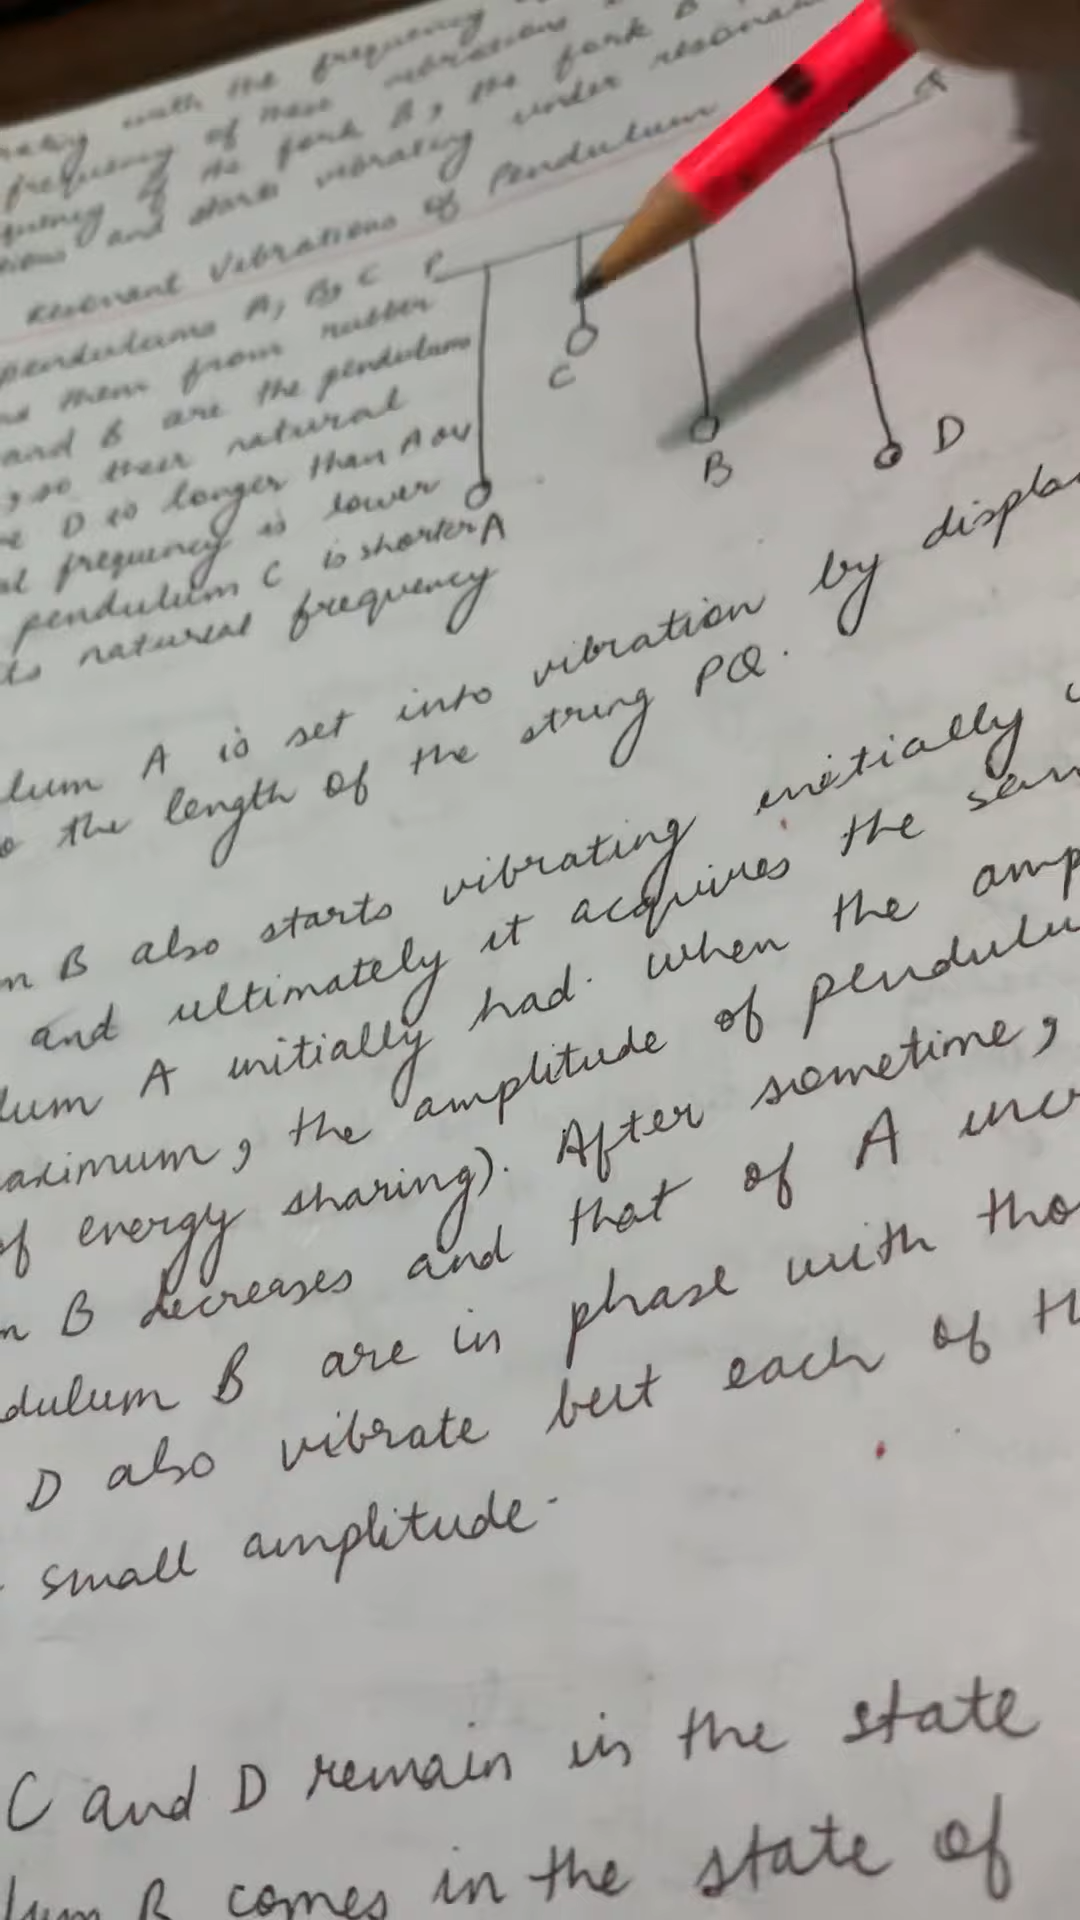 with the frequency
frequency of these vibrations
of the fork B, the fork B
and starts vibrating under
Resonant Vibrations of Pendulum
pendulums A, B, C P
them from rubber
and B are the pendulums
, so their natural
D is longer than A or
frequency is lower
pendulum C is shorter
natural frequency
C
B
D
A
lum A is set into vibration by displa
the length of the string PQ.
B also starts vibrating initially
and ultimately it acquires the sam
lum A initially had. When the amp
aximum, the amplitude of pendulu
of energy sharing). After sometime,
B decreases and that of A incr
dulum B are in phase with tho
D also vibrate but each of th
small amplitude.
C and D remain in the state
lum B comes in the state of